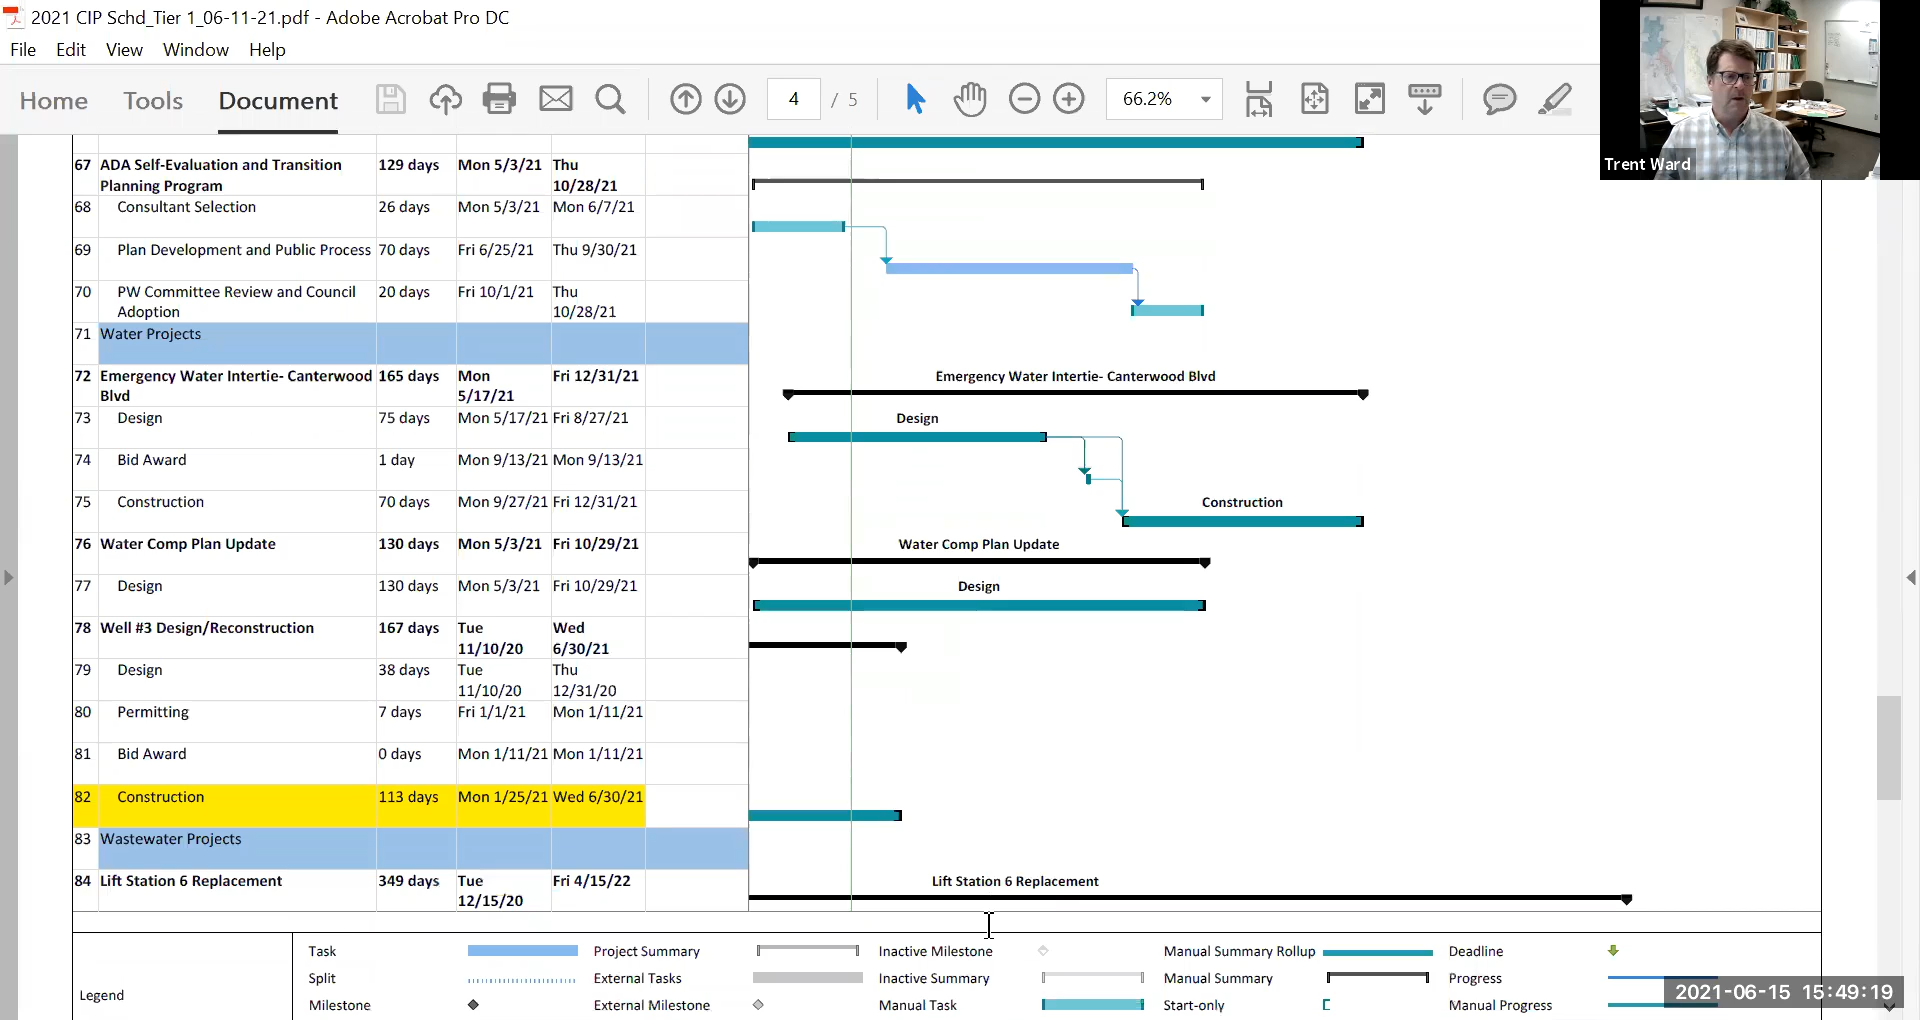 2021 CIP Schd_Tier 1_06-11-21.pdf - Adobe Acrobat Pro DC
File Edit View Window Help
Home Tools Document 4 / 5 66.2%
Trent Ward
67 ADA Self-Evaluation and Transition 129 days Mon 5/3/21 Thu
Planning Program 10/28/21
68 Consultant Selection 26 days Mon 5/3/21 Mon 6/7/21
69 Plan Development and Public Process 70 days Fri 6/25/21 Thu 9/30/21
70 PW Committee Review and Council 20 days Fri 10/1/21 Thu
Adoption 10/28/21
71 Water Projects
72 Emergency Water Intertie- Canterwood 165 days Mon Fri 12/31/21 Emergency Water Intertie- Canterwood Blvd
Blvd 5/17/21
73 Design 75 days Mon 5/17/21 Fri 8/27/21 Design
74 Bid Award 1 day Mon 9/13/21 Mon 9/13/21
75 Construction 70 days Mon 9/27/21 Fri 12/31/21 Construction
76 Water Comp Plan Update 130 days Mon 5/3/21 Fri 10/29/21 Water Comp Plan Update
77 Design 130 days Mon 5/3/21 Fri 10/29/21 Design
78 Well #3 Design/Reconstruction 167 days Tue Wed
11/10/20 6/30/21
79 Design 38 days Tue Thu
11/10/20 12/31/20
80 Permitting 7 days Fri 1/1/21 Mon 1/11/21
81 Bid Award 0 days Mon 1/11/21 Mon 1/11/21
82 Construction 113 days Mon 1/25/21 Wed 6/30/21
83 Wastewater Projects
84 Lift Station 6 Replacement 349 days Tue Fri 4/15/22 Lift Station 6 Replacement
12/15/20
Task Project Summary Inactive Milestone Manual Summary Rollup Deadline
Split External Tasks Inactive Summary Manual Summary Progress
Legend
Milestone External Milestone Manual Task Start-only Manual Progress
2021-06-15 15:49:19